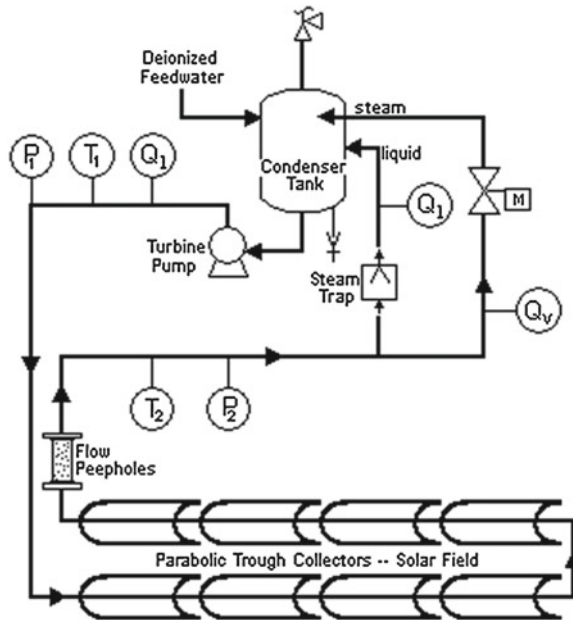 Deionized
Feedwater
steam
liquid
Condenser
Tank
P1
T1
Q1
Q1
M
Turbine
Pump
Steam
Trap
Qv
T2
P2
Flow
Peepholes
Parabolic Trough Collectors -- Solar Field